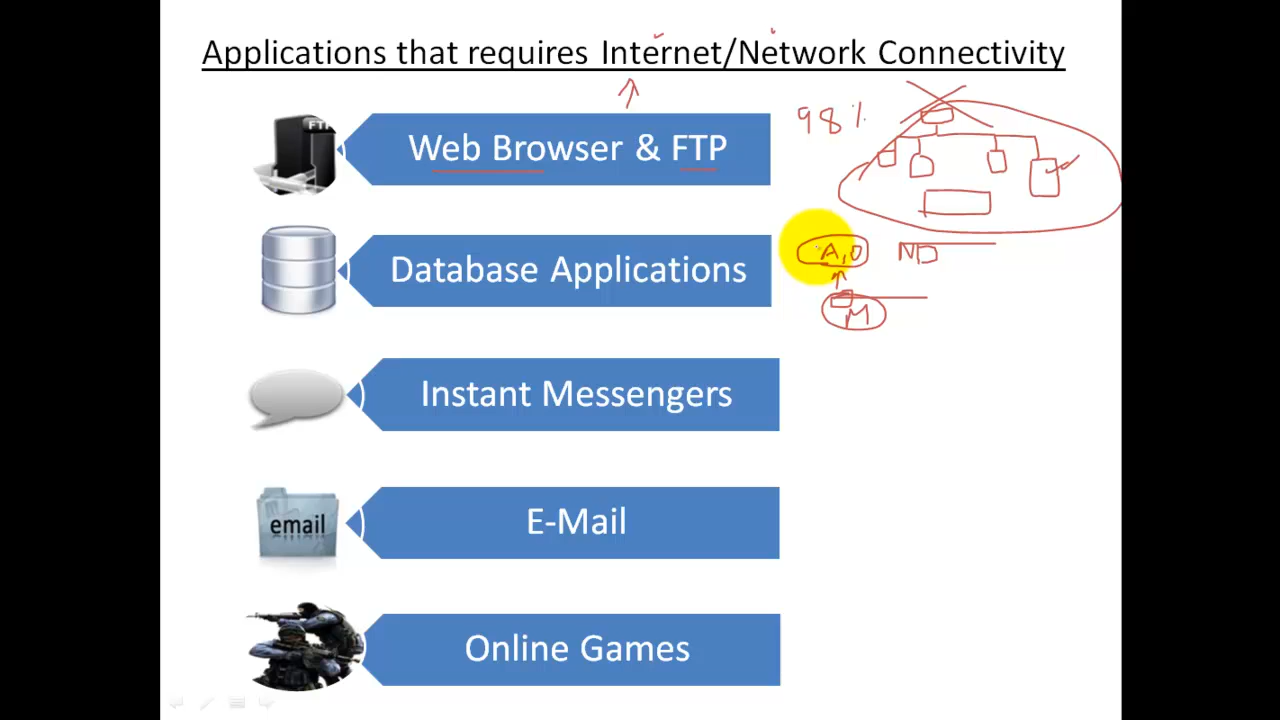 Applications that requires Internet/Network Connectivity
FTP
Web Browser & FTP
98%
Database Applications
A,O ND
M
Instant Messengers
email
E-Mail
Online Games